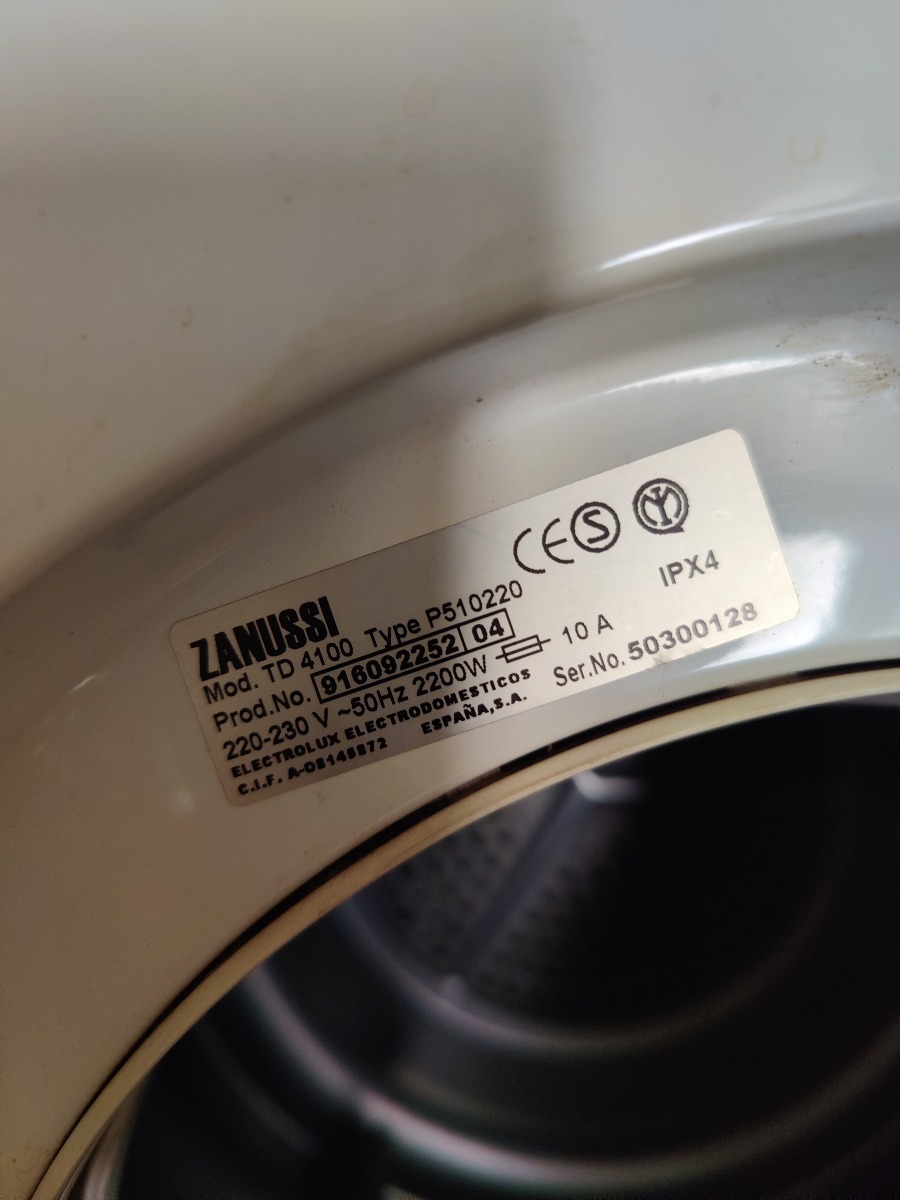 ZANUSSI
Mod. TD 4100 Type P510220
Prod.No. 916092252 04
220-230 V ~50Hz 2200W 10 A
ELECTROLUX ELECTRODOMESTICOS
C.I.F. A-08149872 ESPAÑA,S.A.
CE S
IPX4
Ser.No. 50300128